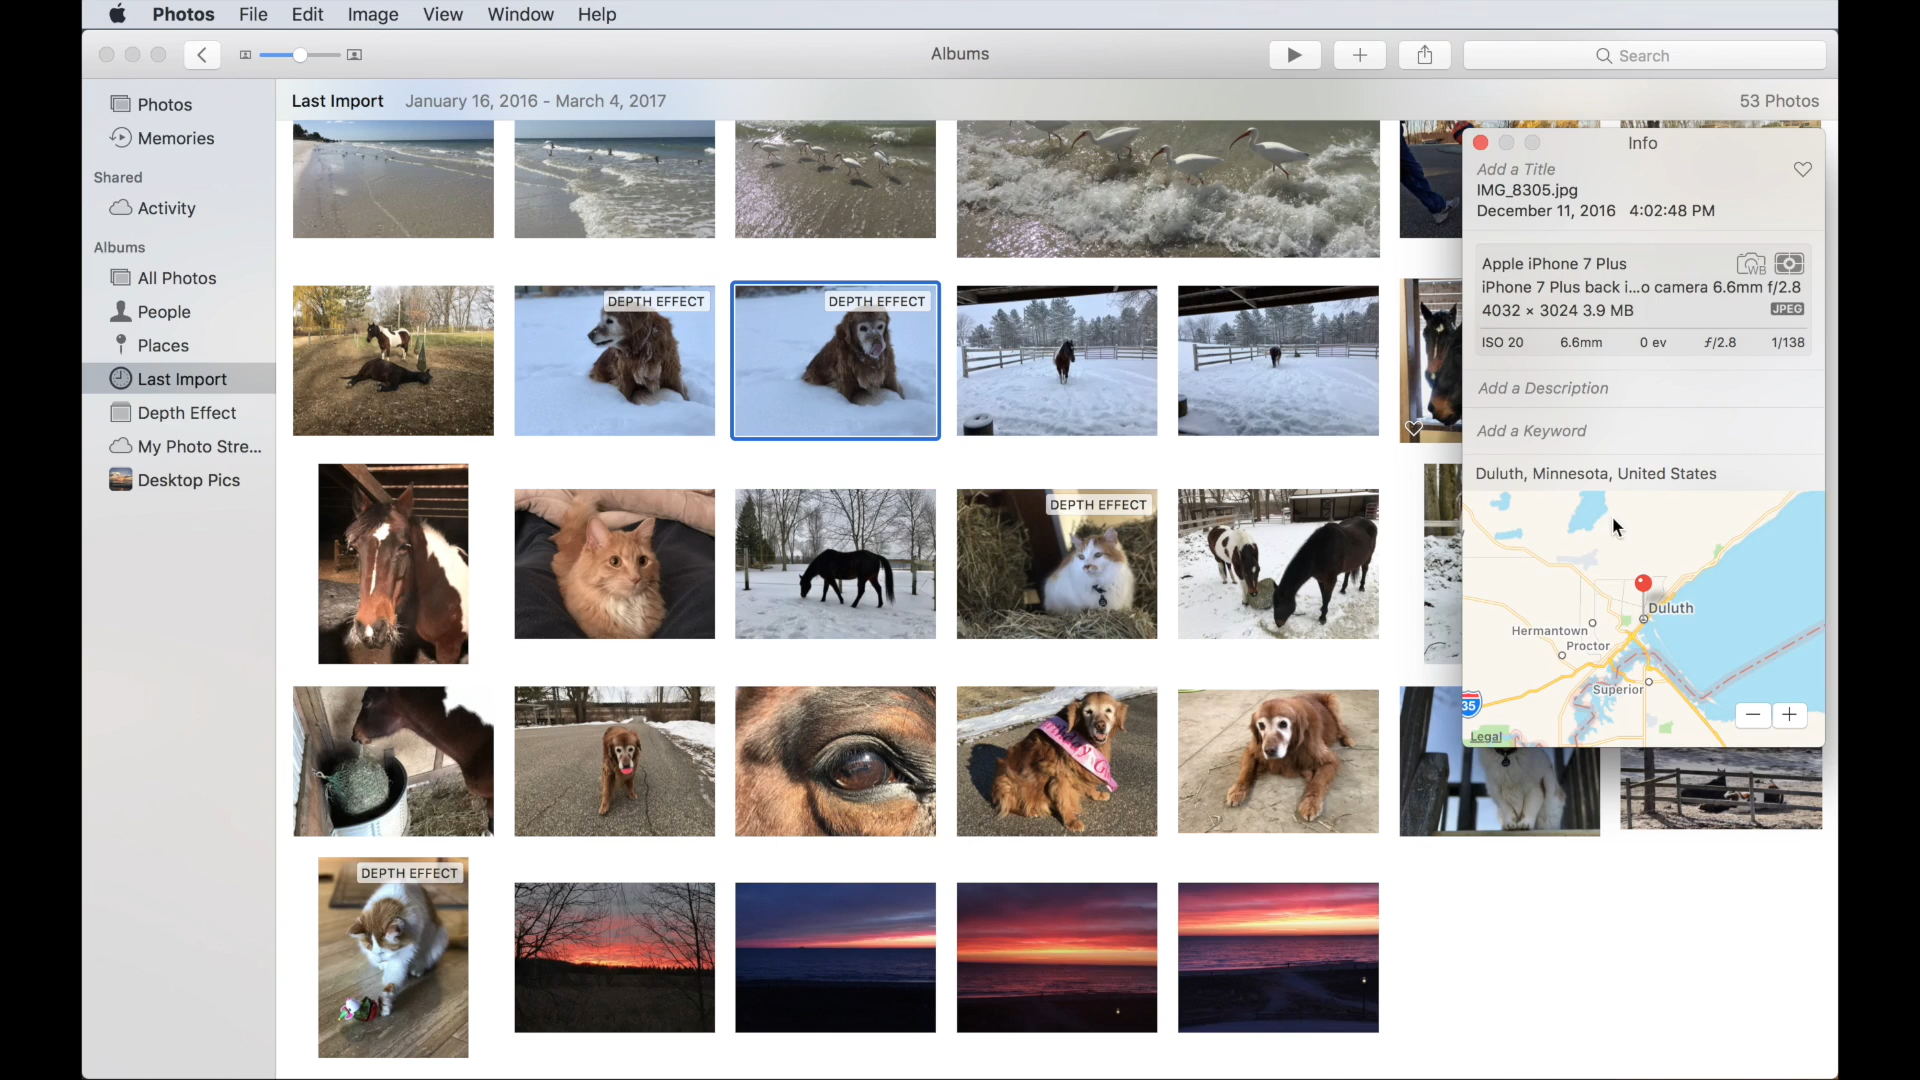 Photos File Edit Image View Window Help
Albums
Search
Photos
Memories
Shared
Activity
Albums
All Photos
People
Places
Last Import
Depth Effect
My Photo Stre...
Desktop Pics
Last Import January 16, 2016 - March 4, 2017
53 Photos
DEPTH EFFECT
DEPTH EFFECT
DEPTH EFFECT
DEPTH EFFECT
Info
Add a Title
IMG_8305.jpg
December 11, 2016 4:02:48 PM
Apple iPhone 7 Plus
WB
iPhone 7 Plus back i...o camera 6.6mm f/2.8
4032 × 3024 3.9 MB
JPEG
ISO 20 6.6mm 0 ev ƒ/2.8 1/138
Add a Description
Add a Keyword
Duluth, Minnesota, United States
Duluth
Hermantown
Proctor
Superior
35
Legal